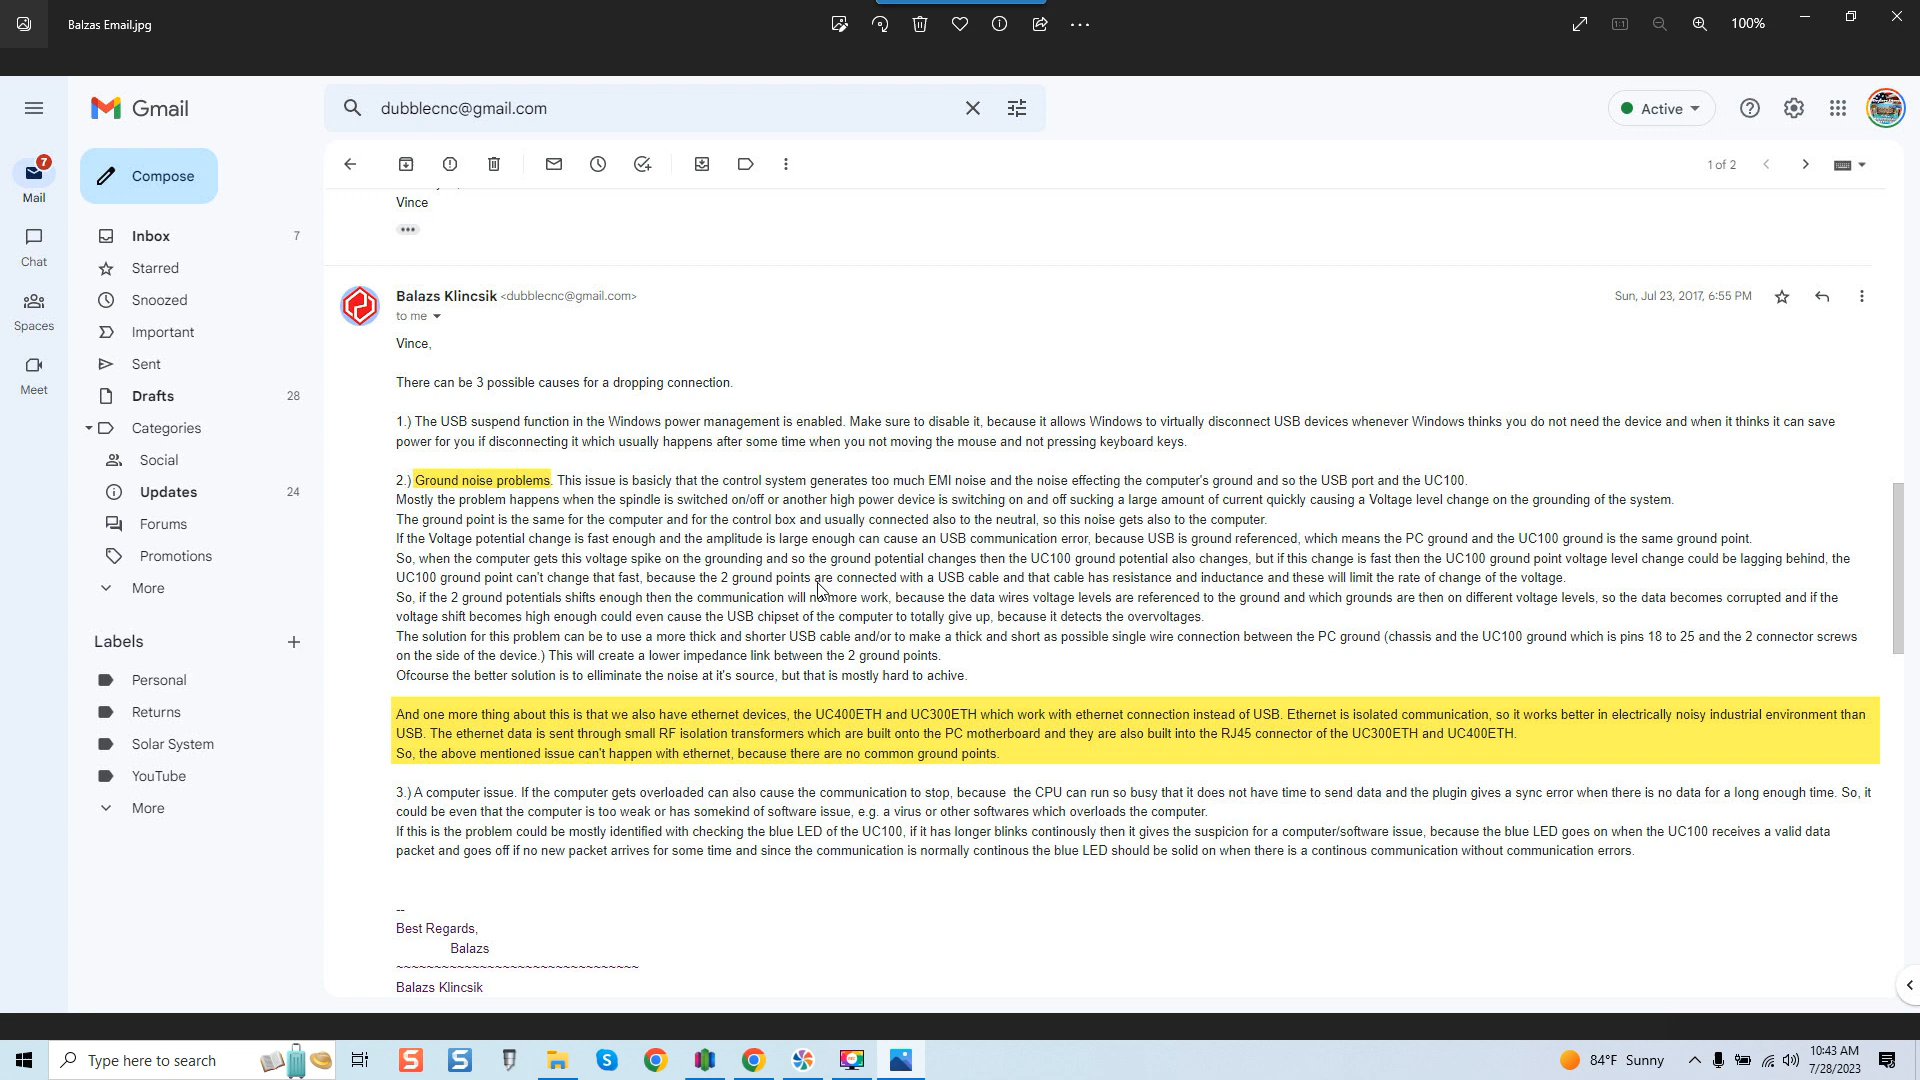 Balzas Email.jpg
100%
Gmail
dubblecnc@gmail.com
Active
7
Mail
Compose
1 of 2
Vince
Inbox 7
Chat
Starred
Balazs Klincsik <dubblecnc@gmail.com>
Sun, Jul 23, 2017, 6:55 PM
Snoozed
to me
Spaces
Important
Vince,
Sent
Meet
There can be 3 possible causes for a dropping connection.
Drafts 28
1.) The USB suspend function in the Windows power management is enabled. Make sure to disable it, because it allows Windows to virtually disconnect USB devices whenever Windows thinks you do not need the device and when it thinks it can save
Categories
power for you if disconnecting it which usually happens after some time when you not moving the mouse and not pressing keyboard keys.
Social
2.) Ground noise problems. This issue is basicly that the control system generates too much EMI noise and the noise effecting the computer's ground and so the USB port and the UC100.
Updates 24
Mostly the problem happens when the spindle is switched on/off or another high power device is switching on and off sucking a large amount of current quickly causing a Voltage level change on the grounding of the system.
Forums
The ground point is the same for the computer and for the control box and usually connected also to the neutral, so this noise gets also to the computer.
If the Voltage potential change is fast enough and the amplitude is large enough can cause an USB communication error, because USB is ground referenced, which means the PC ground and the UC100 ground is the same ground point.
Promotions
So, when the computer gets this voltage spike on the grounding and so the ground potential changes then the UC100 ground potential also changes, but if this change is fast then the UC100 ground point voltage level change could be lagging behind, the
UC100 ground point can't change that fast, because the 2 ground points are connected with a USB cable and that cable has resistance and inductance and these will limit the rate of change of the voltage.
More
So, if the 2 ground potentials shifts enough then the communication will no more work, because the data wires voltage levels are referenced to the ground and which grounds are then on different voltage levels, so the data becomes corrupted and if the
voltage shift becomes high enough could even cause the USB chipset of the computer to totally give up, because it detects the overvoltages.
Labels
The solution for this problem can be to use a more thick and shorter USB cable and/or to make a thick and short as possible single wire connection between the PC ground (chassis and the UC100 ground which is pins 18 to 25 and the 2 connector screws
on the side of the device.) This will create a lower impedance link between the 2 ground points.
Ofcourse the better solution is to elliminate the noise at it's source, but that is mostly hard to achive.
Personal
Returns
And one more thing about this is that we also have ethernet devices, the UC400ETH and UC300ETH which work with ethernet connection instead of USB. Ethernet is isolated communication, so it works better in electrically noisy industrial environment than
USB. The ethernet data is sent through small RF isolation transformers which are built onto the PC motherboard and they are also built into the RJ45 connector of the UC300ETH and UC400ETH.
Solar System
So, the above mentioned issue can't happen with ethernet, because there are no common ground points.
YouTube
3.) A computer issue. If the computer gets overloaded can also cause the communication to stop, because  the CPU can run so busy that it does not have time to send data and the plugin gives a sync error when there is no data for a long enough time. So, it
More
could be even that the computer is too weak or has somekind of software issue, e.g. a virus or other softwares which overloads the computer.
If this is the problem could be mostly identified with checking the blue LED of the UC100, if it has longer blinks continously then it gives the suspicion for a computer/software issue, because the blue LED goes on when the UC100 receives a valid data
packet and goes off if no new packet arrives for some time and since the communication is normally continous the blue LED should be solid on when there is a continous communication without communication errors.
--
Best Regards,
Balazs
~~~~~~~~~~~~~~~~~~~~~~~~~~~~~~~~
Balazs Klincsik
Type here to search
84°F Sunny
10:43 AM
7/28/2023